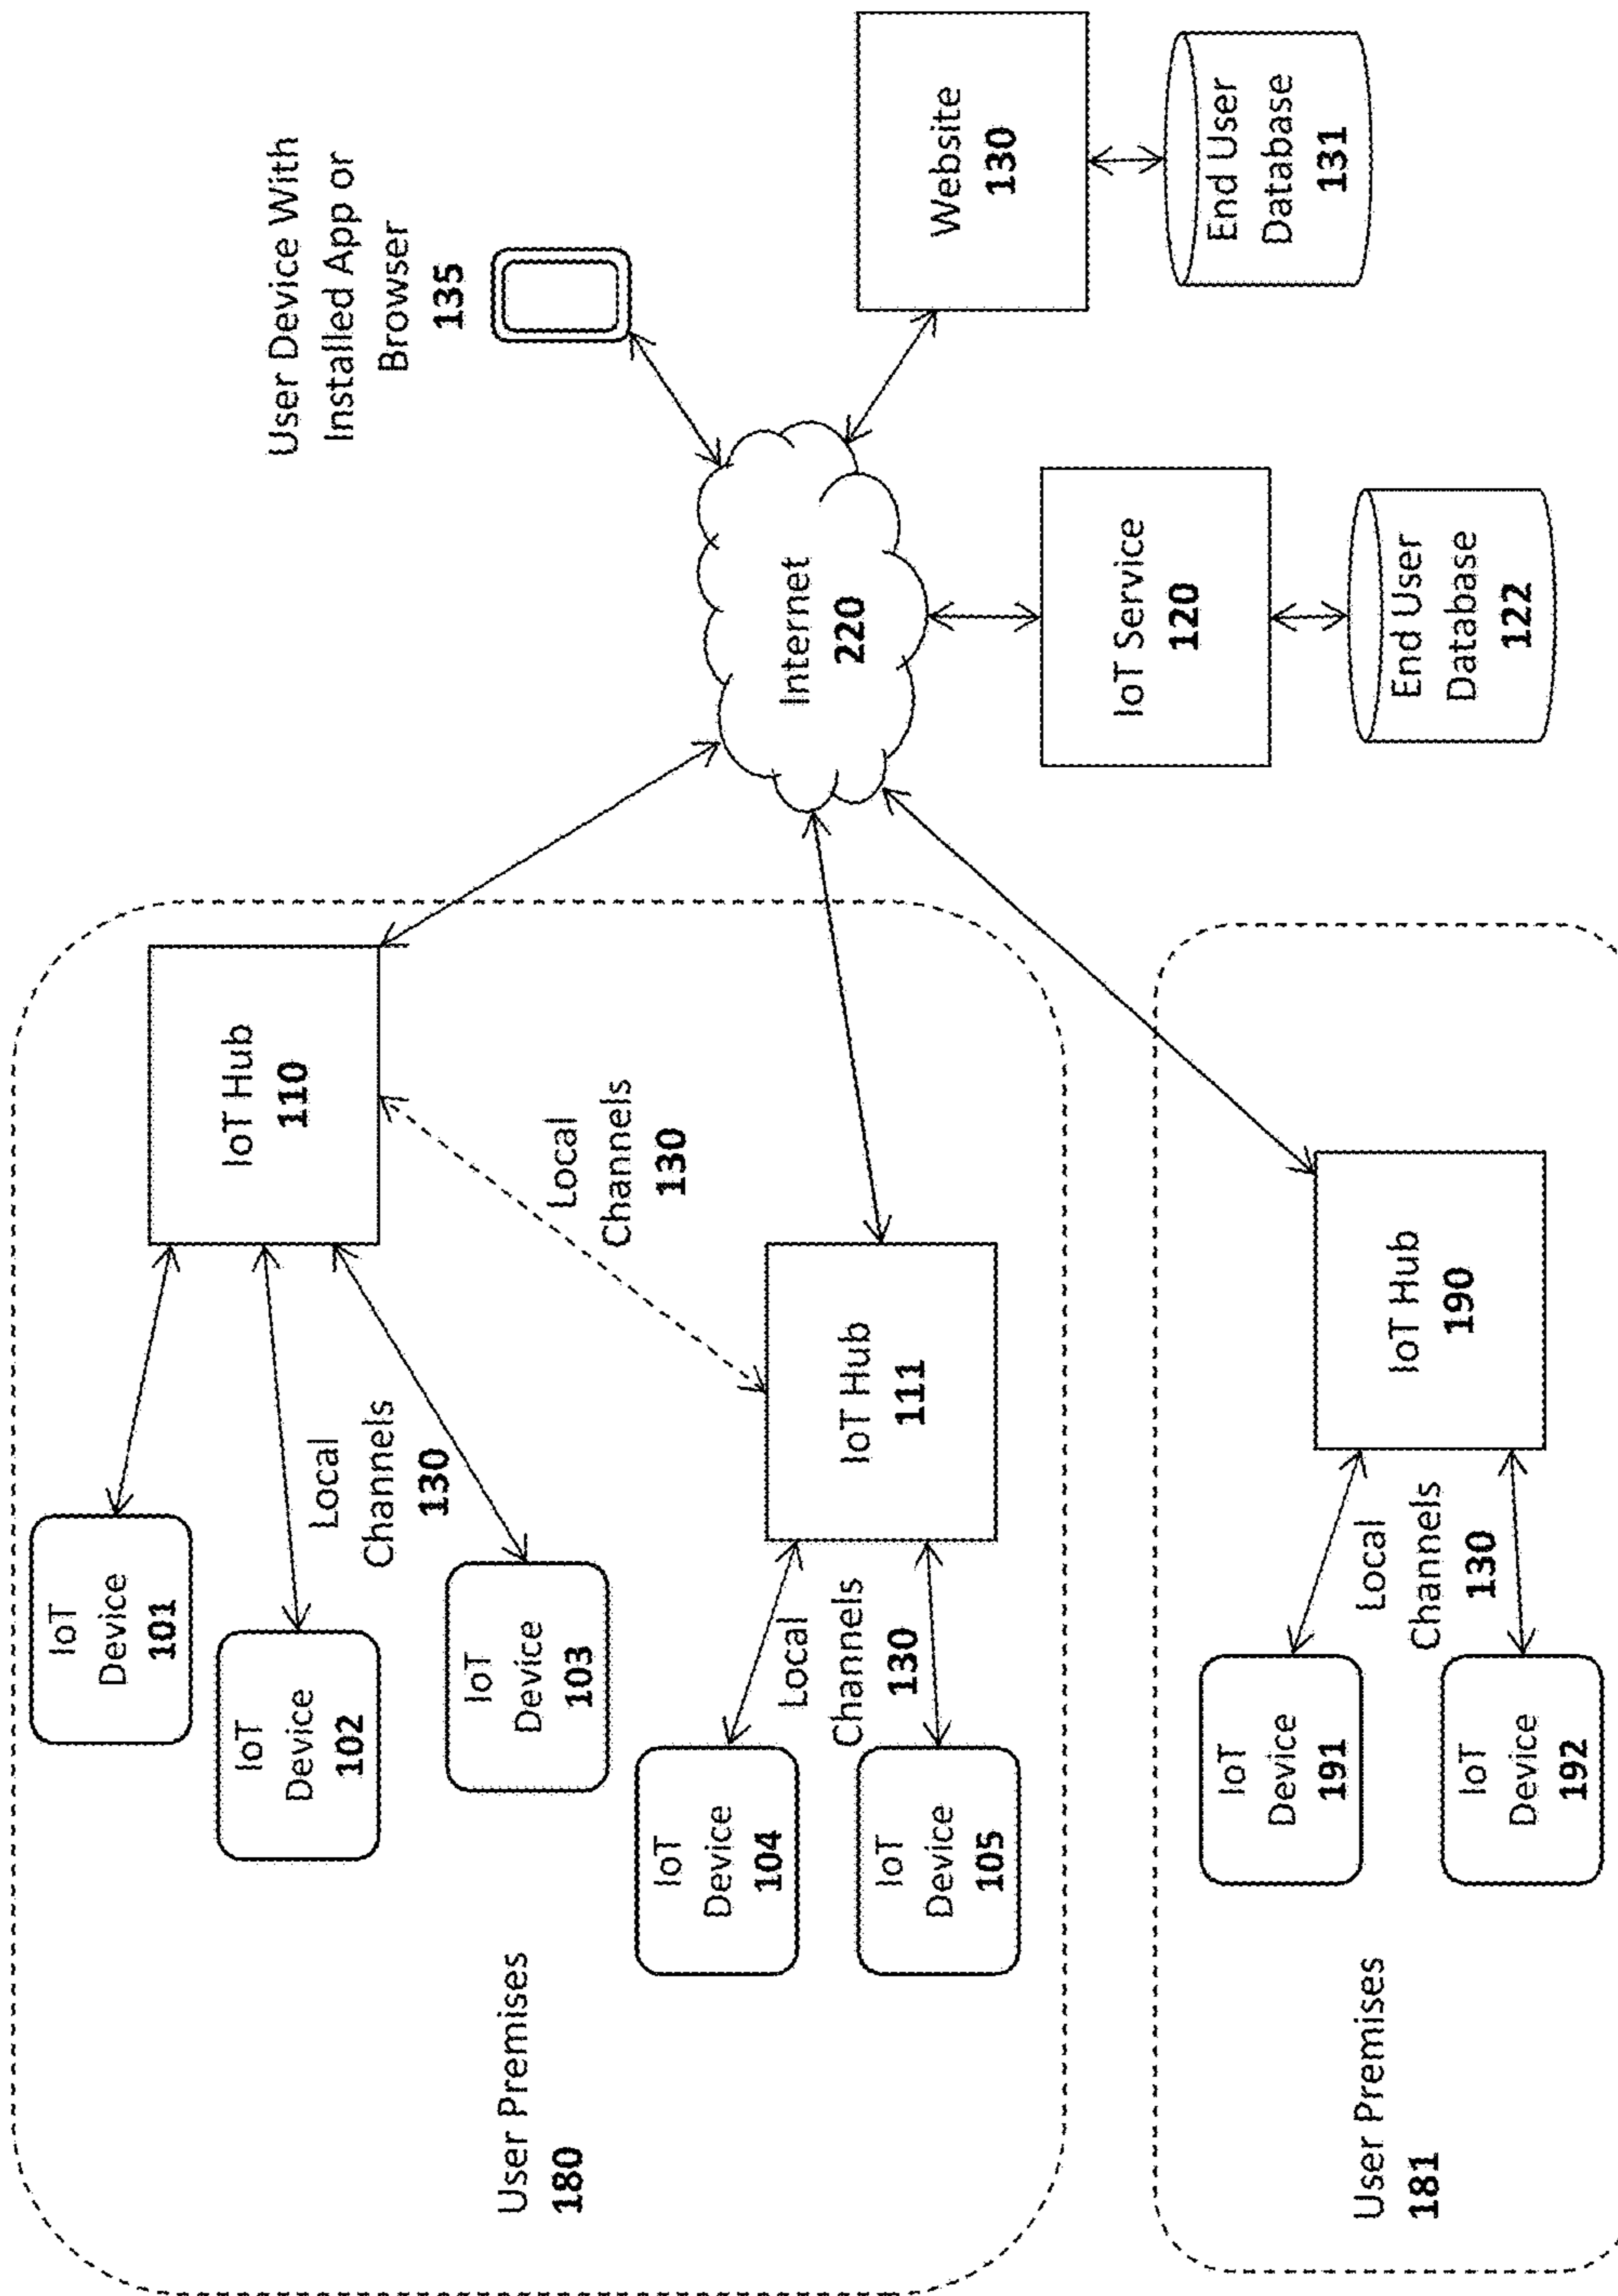 IoT
Device
101
IoT
Device
102
IoT
Device
103
Local
Channels
130
IoT Hub
110
User Device With
Installed App or
Browser
135
User Premises
180
Local
Channels
130
IoT
Device
104
IoT
Device
105
Local
Channels
130
IoT Hub
111
Internet
220
Website
130
End User
Database
131
IoT Service
120
End User
Database
122
User Premises
181
IoT
Device
191
IoT
Device
192
Local
Channels
130
IoT Hub
190